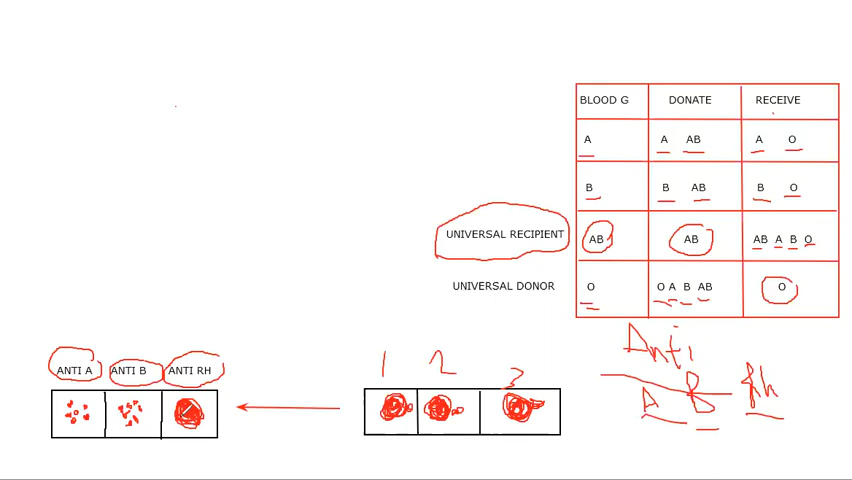 BLOOD G DONATE RECEIVE
A A AB A O
B B AB B O
UNIVERSAL RECIPIENT AB AB AB A B O
UNIVERSAL DONOR O O A B AB O
Anti
A B Rh
1 2 3
ANTI A ANTI B ANTI RH